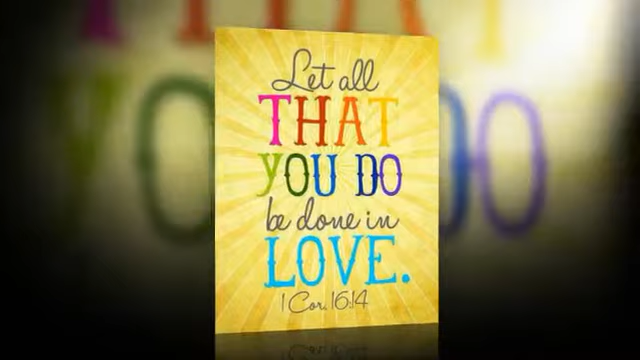 Let all
THAT
YOU DO
be done in
LOVE.
1 Cor. 16:14